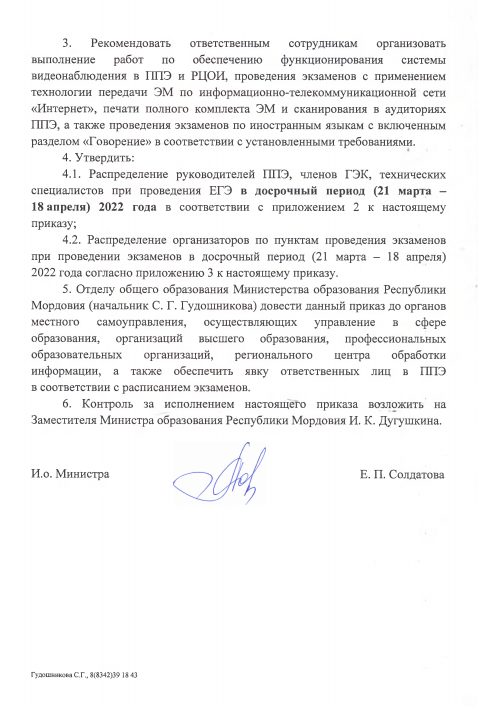 3. Рекомендовать ответственным сотрудникам организовать
выполнение работ по обеспечению функционирования системы
видеонаблюдения в ППЭ и РЦОИ, проведения экзаменов с применением
технологии передачи ЭМ по информационно-телекоммуникационной сети
«Интернет», печати полного комплекта ЭМ и сканирования в аудиториях
ППЭ, а также проведения экзаменов по иностранным языкам с включенным
разделом «Говорение» в соответствии с установленными требованиями.
4. Утвердить:
4.1. Распределение руководителей ППЭ, членов ГЭК, технических
специалистов при проведения ЕГЭ в досрочный период (21 марта –
18 апреля) 2022 года в соответствии с приложением 2 к настоящему
приказу;
4.2. Распределение организаторов по пунктам проведения экзаменов
при проведении экзаменов в досрочный период (21 марта – 18 апреля)
2022 года согласно приложению 3 к настоящему приказу.
5. Отделу общего образования Министерства образования Республики
Мордовия (начальник С. Г. Гудошникова) довести данный приказ до органов
местного самоуправления, осуществляющих управление в сфере
образования, организаций высшего образования, профессиональных
образовательных организаций, регионального центра обработки
информации, а также обеспечить явку ответственных лиц в ППЭ
в соответствии с расписанием экзаменов.
6. Контроль за исполнением настоящего приказа возложить на
Заместителя Министра образования Республики Мордовия И. К. Дугушкина.
И.о. Министра Е. П. Солдатова
Гудошникова С.Г., 8(8342)39 18 43